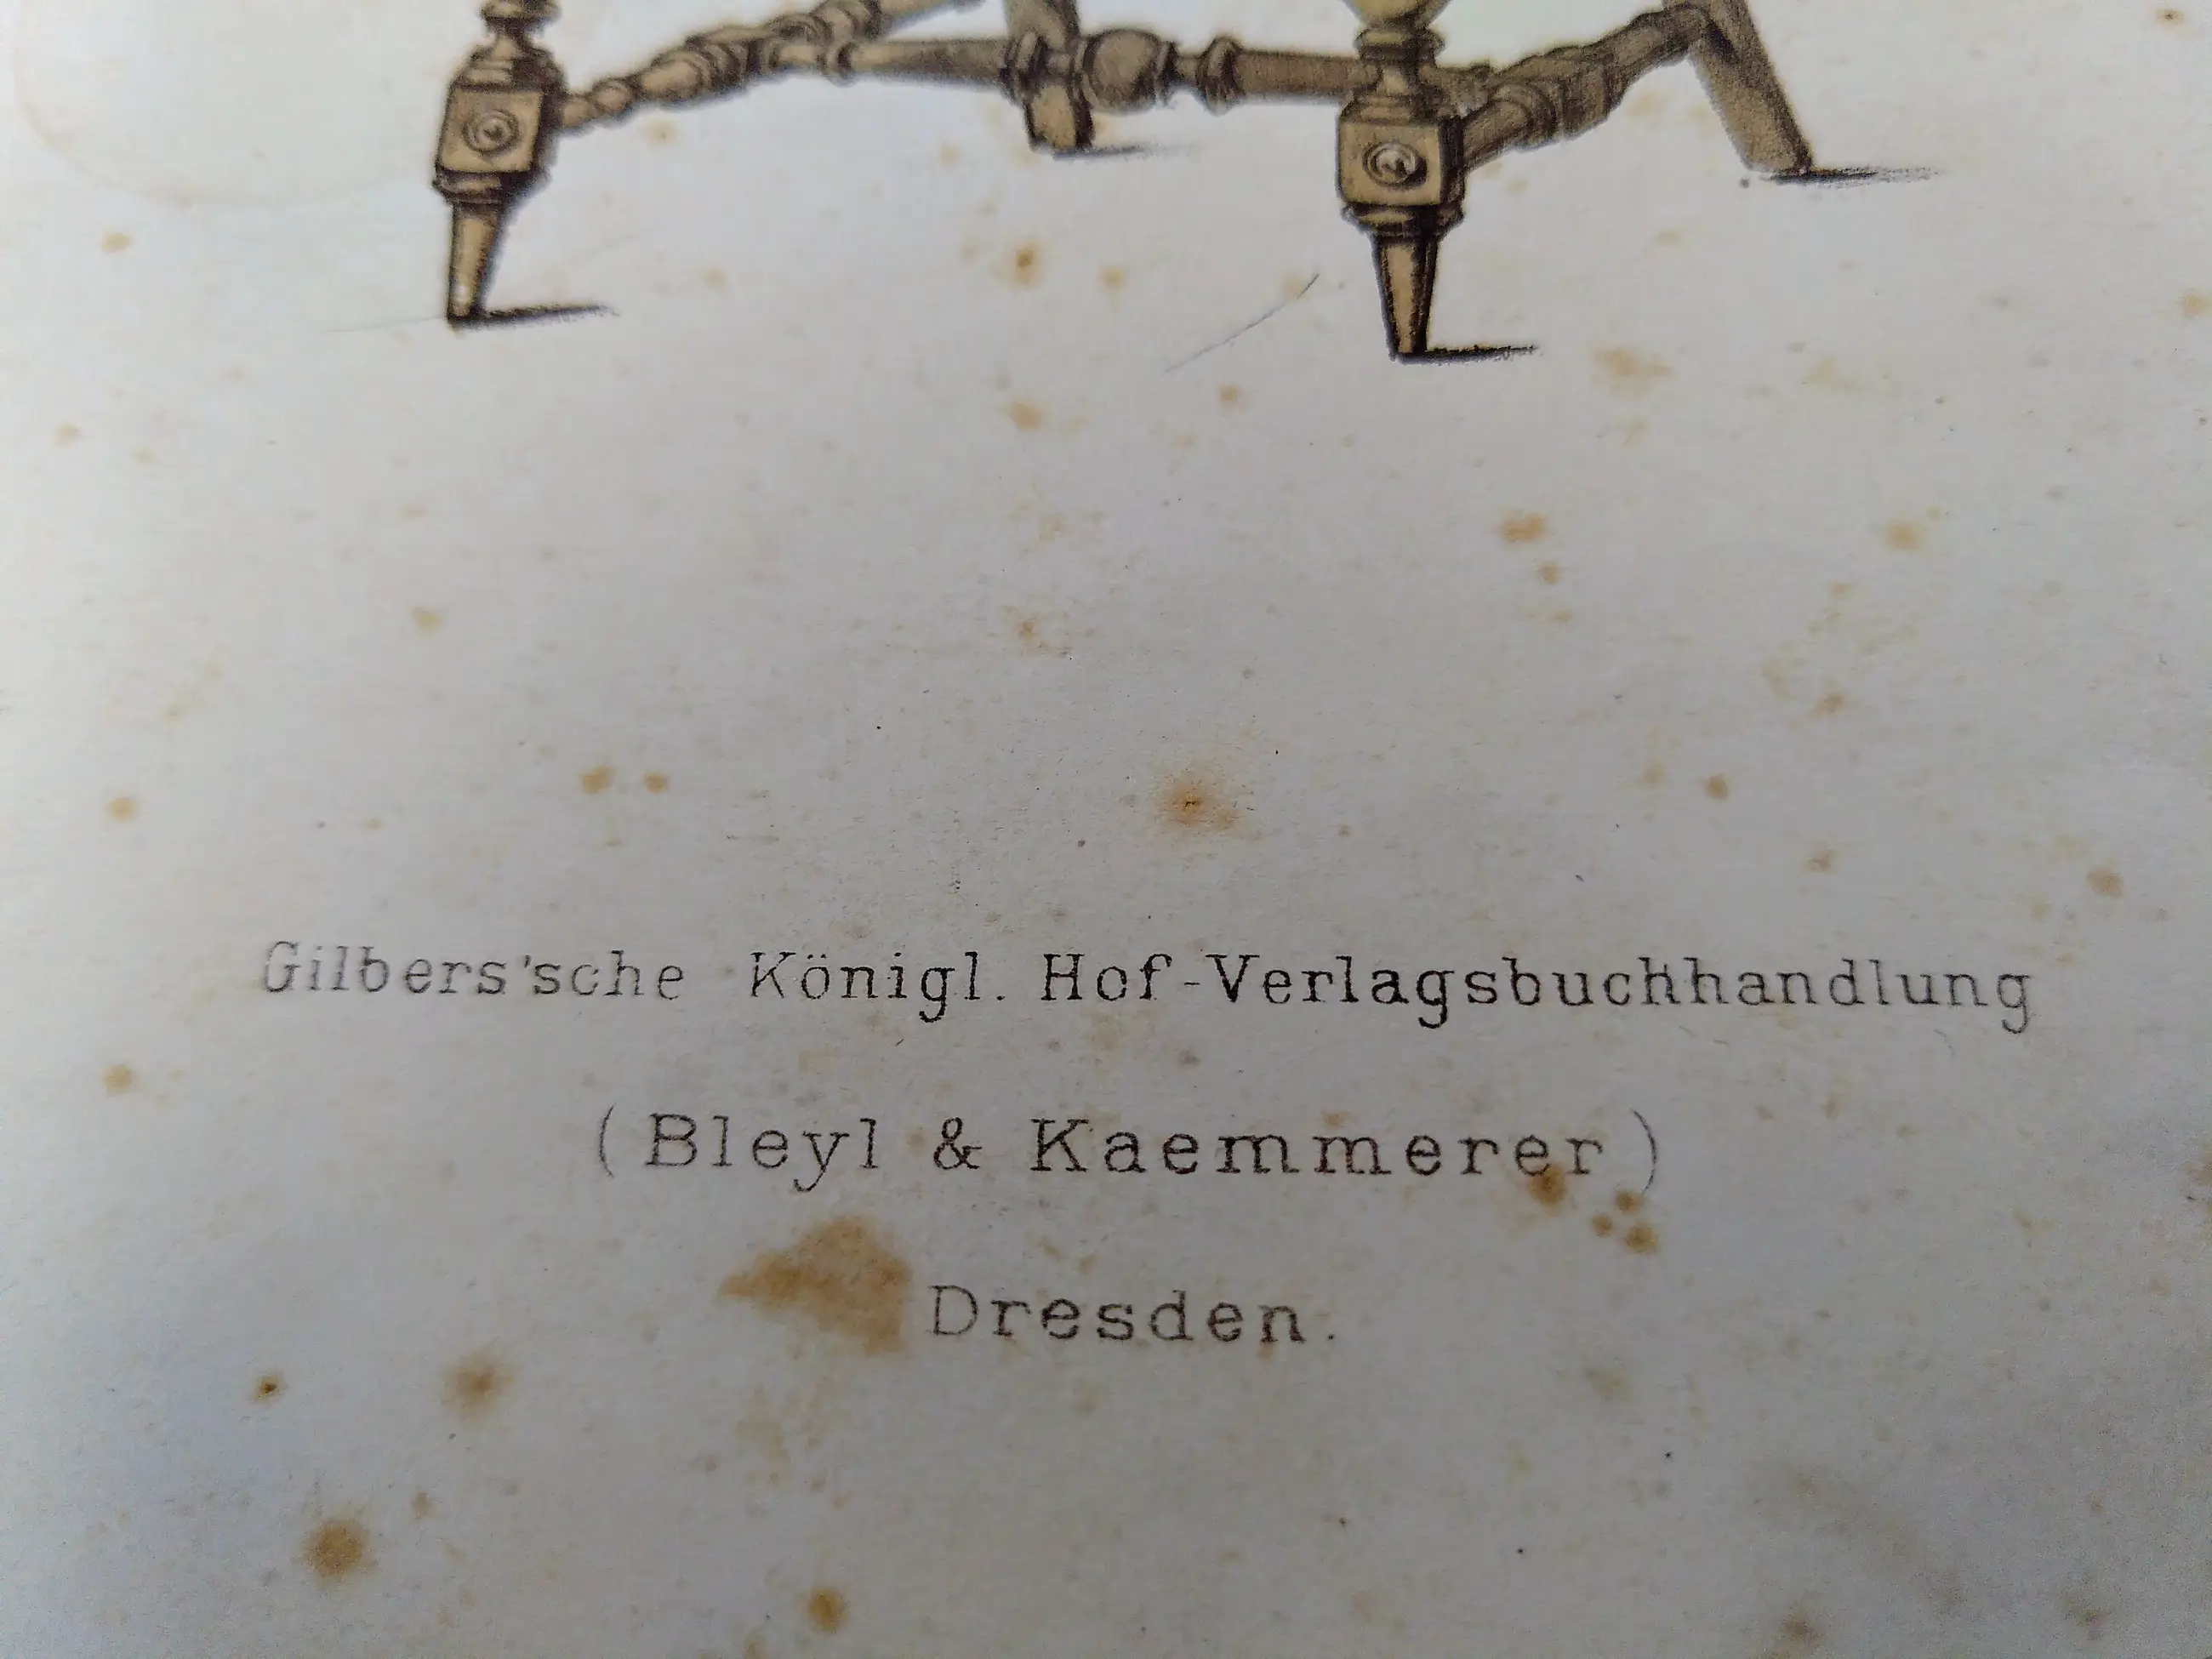 Gilbers'sche Königl. Hof-Verlagsbuchhandlung
(Bleyl & Kaemmerer)
Dresden.